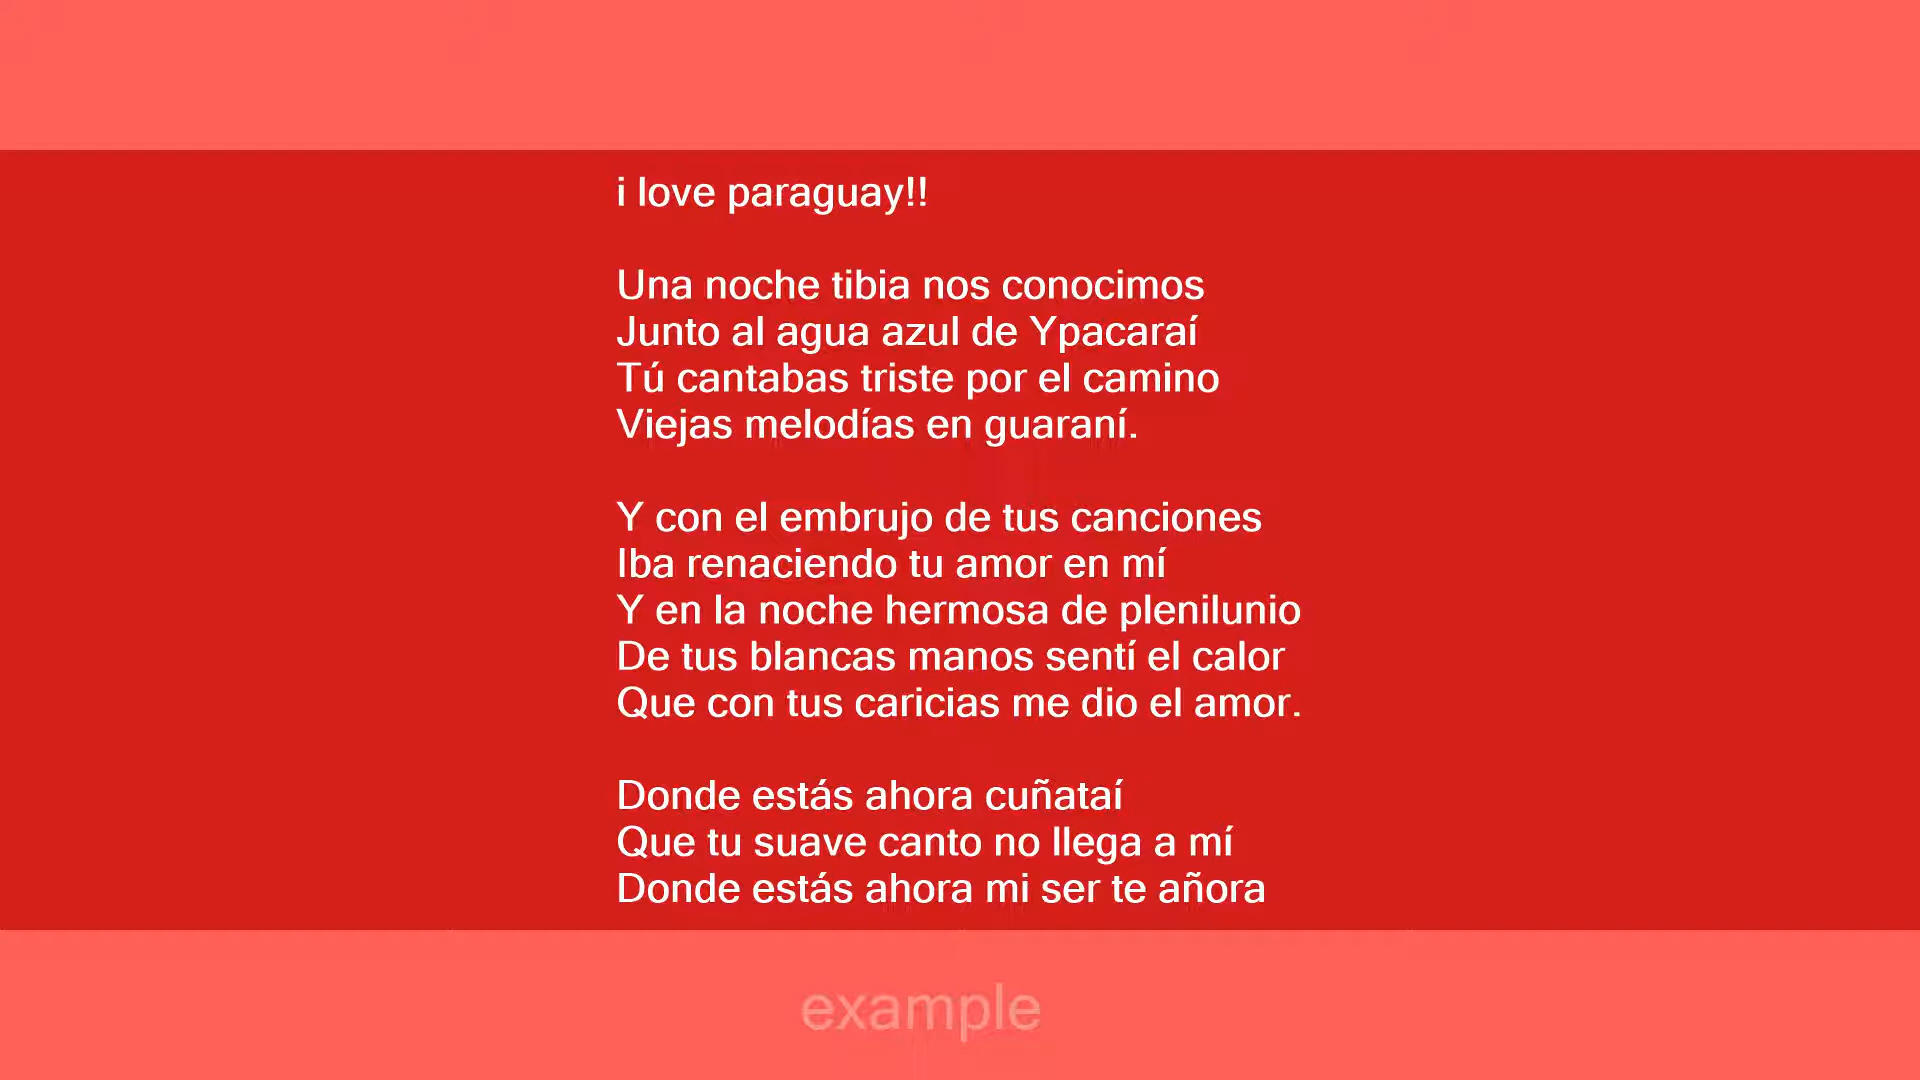 i love paraguay!!
Una noche tibia nos conocimos
Junto al agua azul de Ypacaraí
Tú cantabas triste por el camino
Viejas melodías en guaraní.
Y con el embrujo de tus canciones
Iba renaciendo tu amor en mí
Y en la noche hermosa de plenilunio
De tus blancas manos sentí el calor
Que con tus caricias me dio el amor.
Donde estás ahora cuñataí
Que tu suave canto no llega a mí
Donde estás ahora mi ser te añora
example